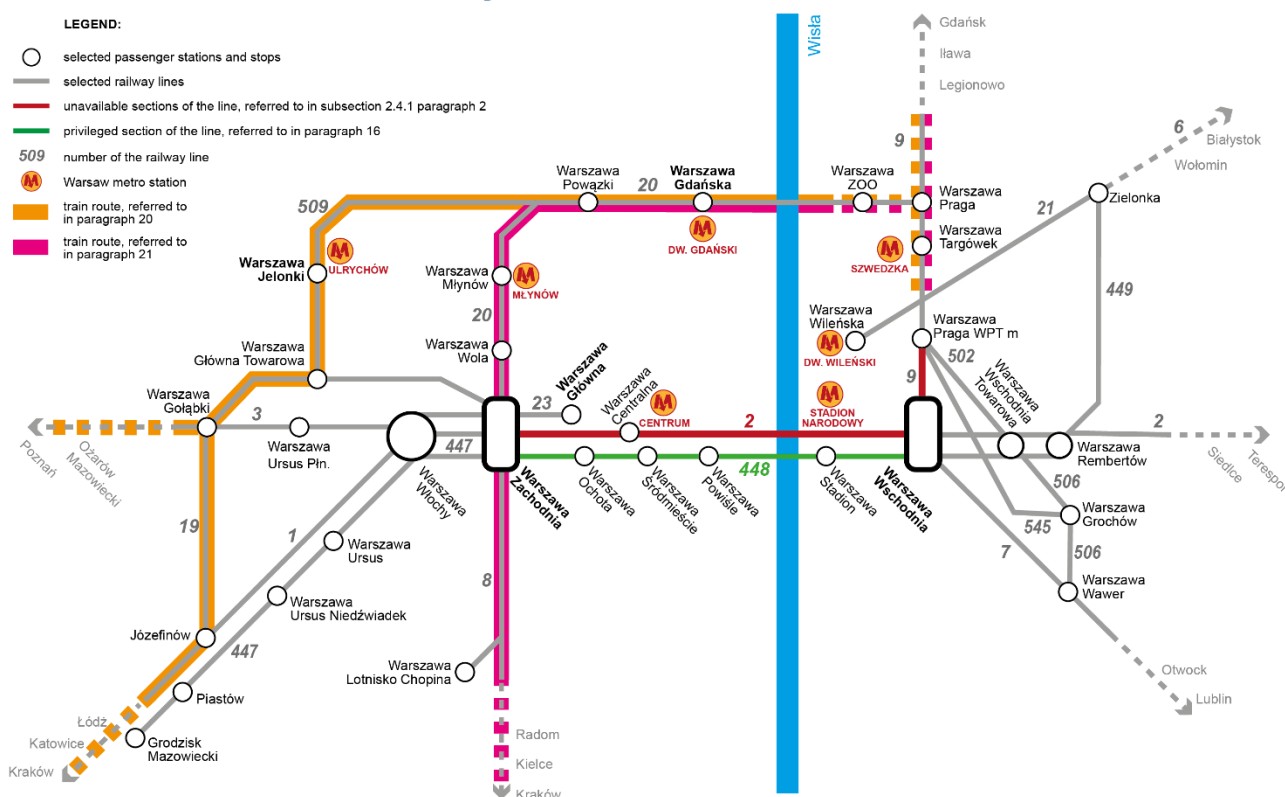 LEGEND:
selected passenger stations and stops
selected railway lines
unavailable sections of the line, referred to in subsection 2.4.1 paragraph 2
privileged section of the line, referred to in paragraph 16
509
number of the railway line
Warsaw metro station
train route, referred to
in paragraph 20
train route, referred to
in paragraph 21
Wisła
Gdańsk
Iława
Legionowo
9
6
Białystok
Wołomin
Warszawa
Powązki
20
Warszawa
Gdańska
DW. GDAŃSKI
Warszawa
ZOO
Warszawa
Praga
21
Zielonka
509
Warszawa
Jelonki
ULRYCHÓW
Warszawa
Młynów
MŁYNÓW
Warszawa
Targówek
SZWEDZKA
449
20
Warszawa
Wola
Warszawa
Wileńska
DW. WILEŃSKI
Warszawa
Praga WPT m
502
Warszawa
Wschodnia
Towarowa
9
Warszawa
Główna Towarowa
Warszawa
Gołąbki
3
Warszawa
Ursus Płn.
23
Warszawa
Główna
Warszawa
Centralna
CENTRUM
2
STADION
NARODOWY
2
Warszawa
Rembertów
Siedlce
Terespol
Poznań
Ożarów
Mazowiecki
447
Warszawa
Włochy
Warszawa
Zachodnia
Warszawa
Ochota
Warszawa
Śródmieście
Warszawa
Powiśle
448
Warszawa
Stadion
Warszawa
Wschodnia
506
545
Warszawa
Grochów
506
7
Warszawa
Wawer
19
1
Warszawa
Ursus
8
Warszawa
Ursus Niedźwiadek
Józefinów
447
Piastów
Warszawa
Lotnisko Chopina
Otwock
Lublin
Łódź
Katowice
Kraków
Grodzisk
Mazowiecki
Radom
Kielce
Kraków